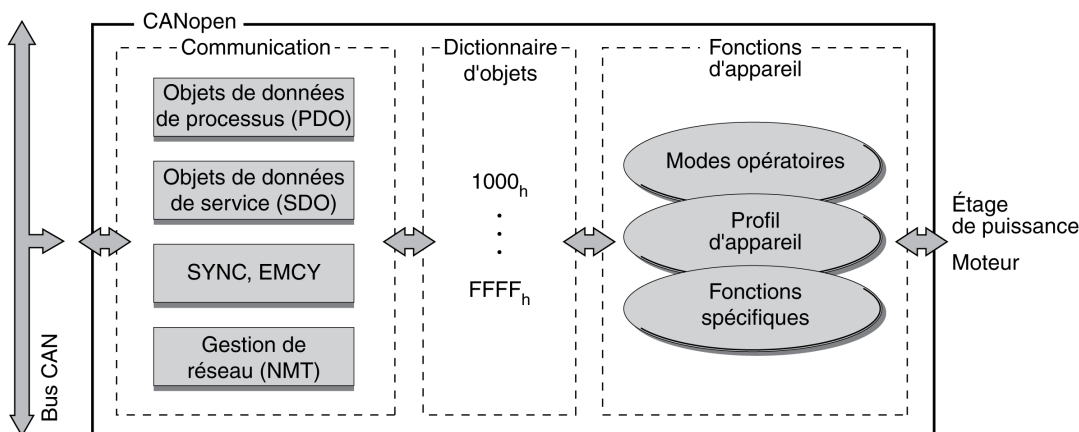 CANopen
Communication
Objets de données
de processus (PDO)
Objets de données
de service (SDO)
SYNC, EMCY
Gestion de
réseau (NMT)
Dictionnaire
d'objets
1000h
.
.
.
FFFFh
Fonctions
d'appareil
Modes opératoires
Profil
d'appareil
Fonctions
spécifiques
Étage
de puissance
Moteur
Bus CAN